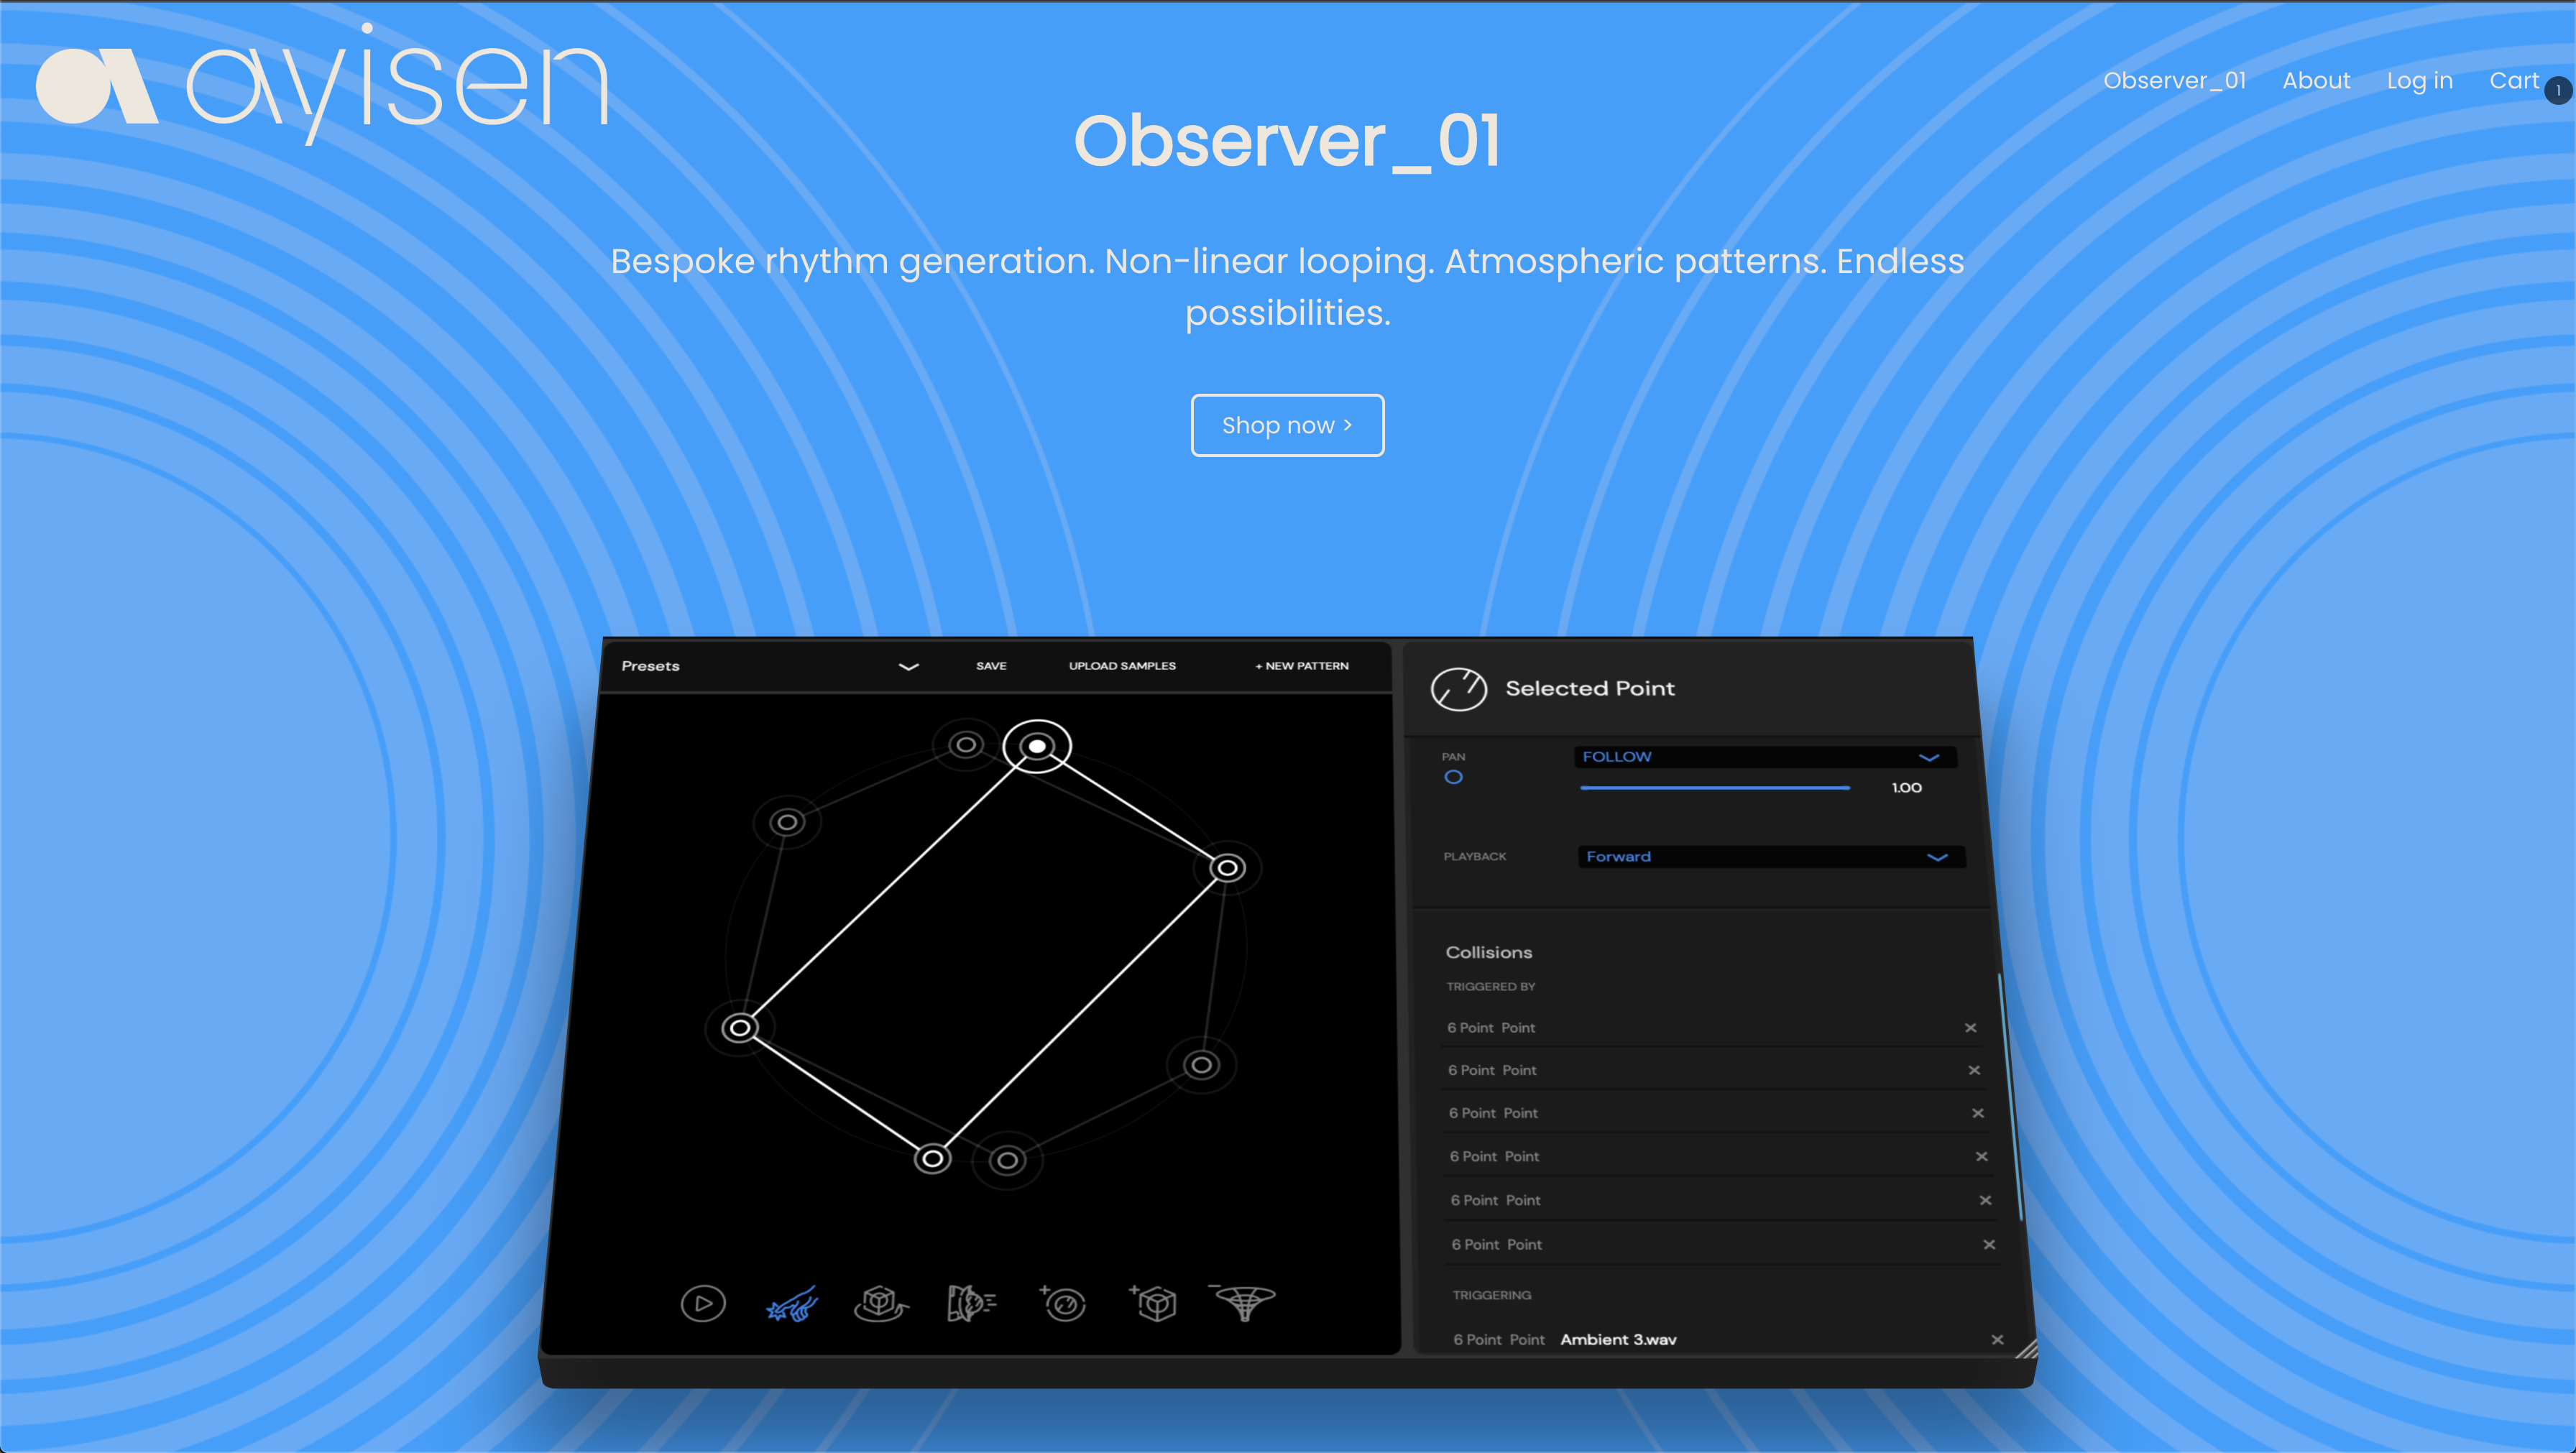 ayisen
Observer_01 About Log in Cart 1
Observer_01
Bespoke rhythm generation. Non-linear looping. Atmospheric patterns. Endless
possibilities.
Shop now >
Presets SAVE UPLOAD SAMPLES + NEW PATTERN
Selected Point
PAN FOLLOW
1.00
PLAYBACK Forward
Collisions
TRIGGERED BY
6 Point Point ×
6 Point Point ×
6 Point Point ×
6 Point Point ×
6 Point Point ×
6 Point Point ×
TRIGGERING
6 Point Point Ambient 3.wav ×